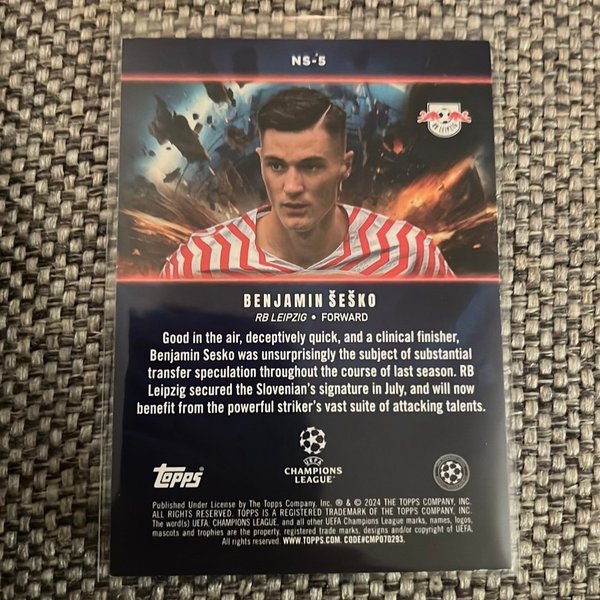 NS-5
RB LEIPZIG
BENJAMIN ŠEŠKO
RB LEIPZIG • FORWARD
Good in the air, deceptively quick, and a clinical finisher,
Benjamin Sesko was unsurprisingly the subject of substantial
transfer speculation throughout the course of last season. RB
Leipzig secured the Slovenian's signature in July, and will now
benefit from the powerful striker's vast suite of attacking talents.
topps
UEFA
CHAMPIONS
LEAGUE
Published Under License by The Topps Company, Inc. ® & © 2024 THE TOPPS COMPANY, INC.
ALL RIGHTS RESERVED. TOPPS IS A REGISTERED TRADEMARK OF THE TOPPS COMPANY, INC.
The word(s) UEFA, CHAMPIONS LEAGUE, and all other UEFA Champions League marks, names, logos,
mascots and trophies are the property, registered trade marks, designs and/or copyright of UEFA,
All rights reserved. WWW.TOPPS.COM. CODE#CMP070293.